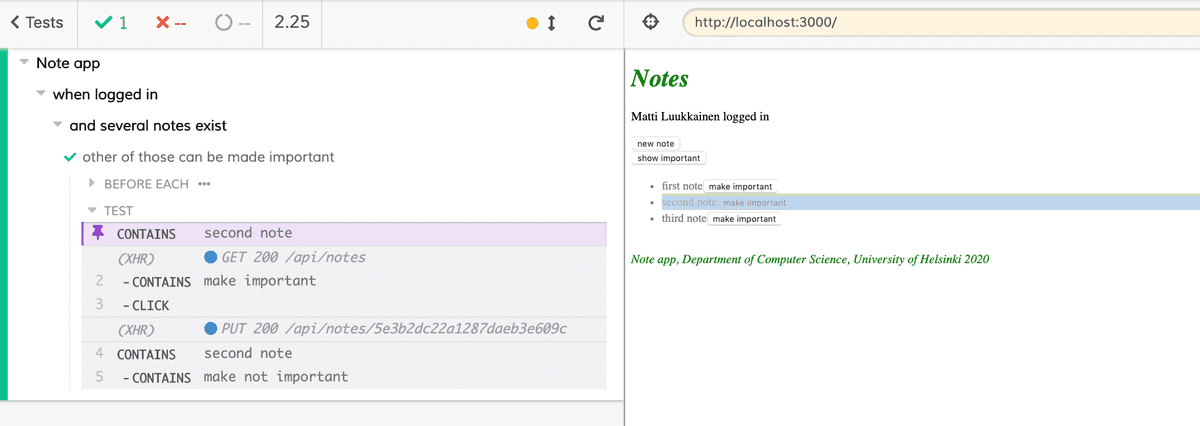 Tests 1 -- -- 2.25
Note app
when logged in
and several notes exist
other of those can be made important
BEFORE EACH •••
TEST
CONTAINS second note
(XHR) GET 200 /api/notes
2 -CONTAINS make important
3 -CLICK
(XHR) PUT 200 /api/notes/5e3b2dc22a1287daeb3e609c
4 CONTAINS second note
5 -CONTAINS make not important
http://localhost:3000/
Notes
Matti Luukkainen logged in
new note
show important
• first note make important
• second note make important
• third note make important
Note app, Department of Computer Science, University of Helsinki 2020